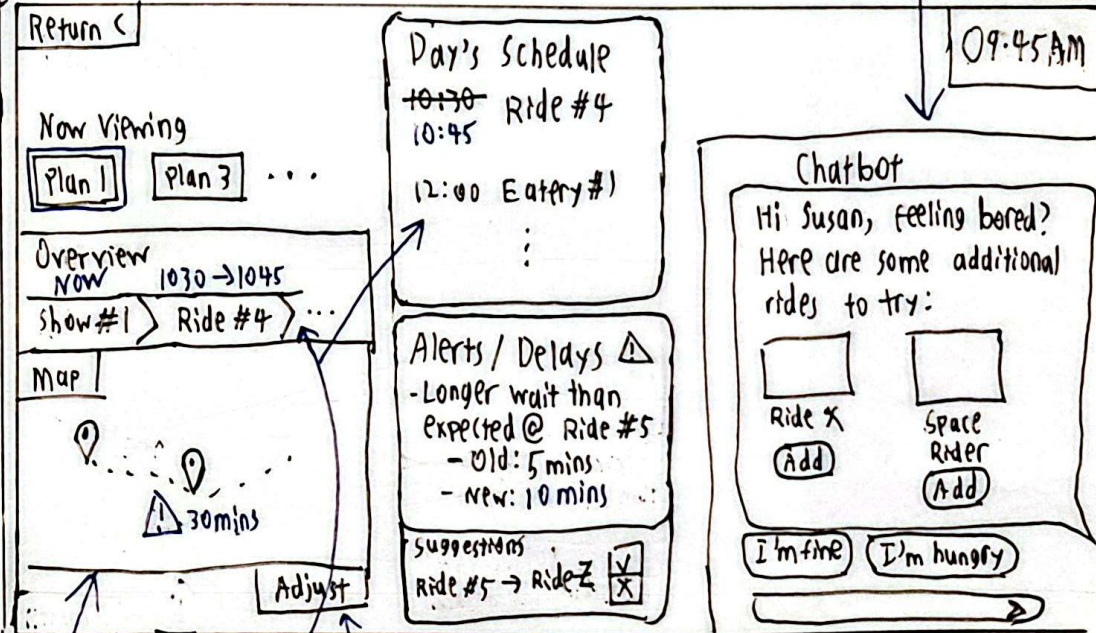 Return <
Now Viewing
Plan 1
Plan 3 ...
Overview
NOW 1030→1045
Show #1 Ride #4 ...
Map
⚠ 30mins
Adjust
Day's Schedule
10:30 Ride #4
10:45
12:00 Eatery #1
Alerts / Delays ⚠
-Longer wait than
expected @ Ride #5
- Old: 5 mins
- New: 10 mins
Suggestions
Ride #5 → Ride Z
09:45 AM
Chatbot
Hi Susan, feeling bored?
Here are some additional
rides to try:
Ride X
Add
Space
Rider
Add
I'm fine
I'm hungry